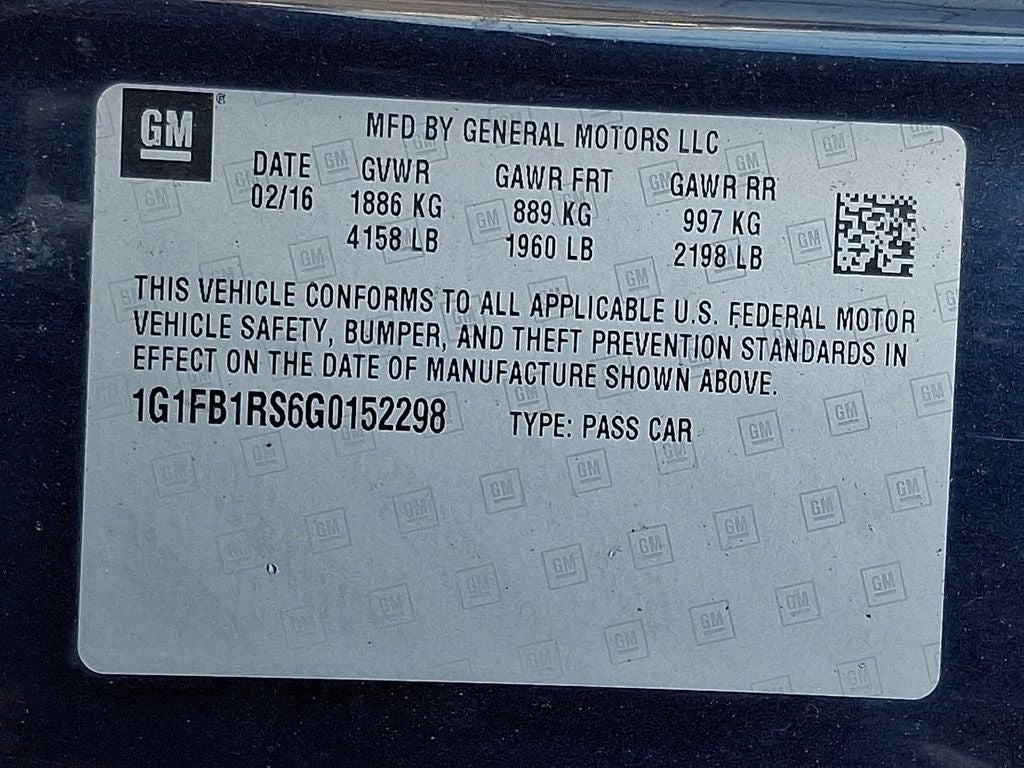 GM
MFD BY GENERAL MOTORS LLC
DATE GVWR GAWR FRT GAWR RR
02/16 1886 KG 889 KG 997 KG
4158 LB 1960 LB 2198 LB
THIS VEHICLE CONFORMS TO ALL APPLICABLE U.S. FEDERAL MOTOR
VEHICLE SAFETY, BUMPER, AND THEFT PREVENTION STANDARDS IN
EFFECT ON THE DATE OF MANUFACTURE SHOWN ABOVE.
1G1FB1RS6G0152298 TYPE: PASS CAR